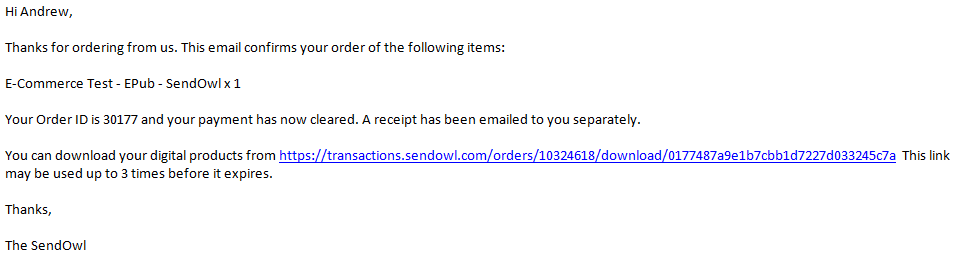 Hi Andrew,
Thanks for ordering from us. This email confirms your order of the following items:
E-Commerce Test - EPub - SendOwl x 1
Your Order ID is 30177 and your payment has now cleared. A receipt has been emailed to you separately.
You can download your digital products from https://transactions.sendowl.com/orders/10324618/download/0177487a9e1b7cbb1d7227d033245c7a This link
may be used up to 3 times before it expires.
Thanks,
The SendOwl